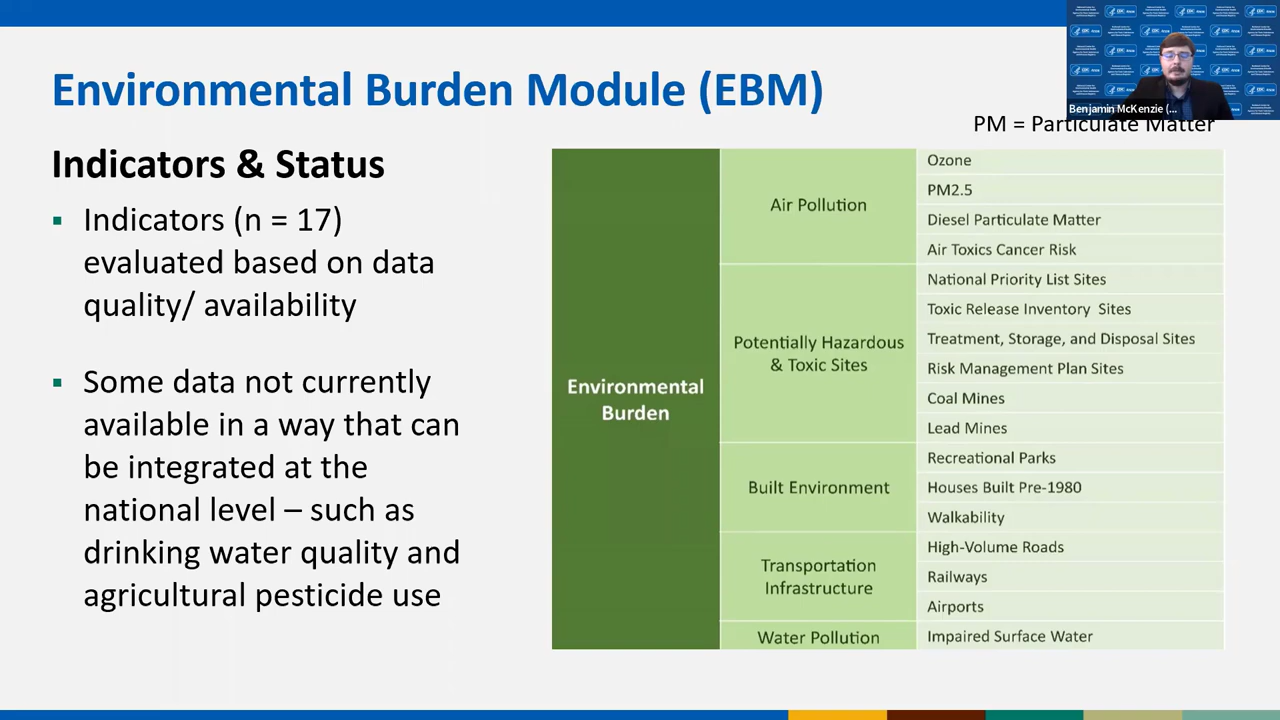 Environmental Burden Module (EBM)
Benjamin McKenzie (...
PM = Particulate Matter
Indicators & Status
▪ Indicators (n = 17)
evaluated based on data
quality/ availability
▪ Some data not currently
available in a way that can
be integrated at the
national level – such as
drinking water quality and
agricultural pesticide use
Environmental
Burden
Air Pollution
Ozone
PM2.5
Diesel Particulate Matter
Air Toxics Cancer Risk
Potentially Hazardous
& Toxic Sites
National Priority List Sites
Toxic Release Inventory Sites
Treatment, Storage, and Disposal Sites
Risk Management Plan Sites
Coal Mines
Lead Mines
Built Environment
Recreational Parks
Houses Built Pre-1980
Walkability
Transportation
Infrastructure
High-Volume Roads
Railways
Airports
Water Pollution
Impaired Surface Water